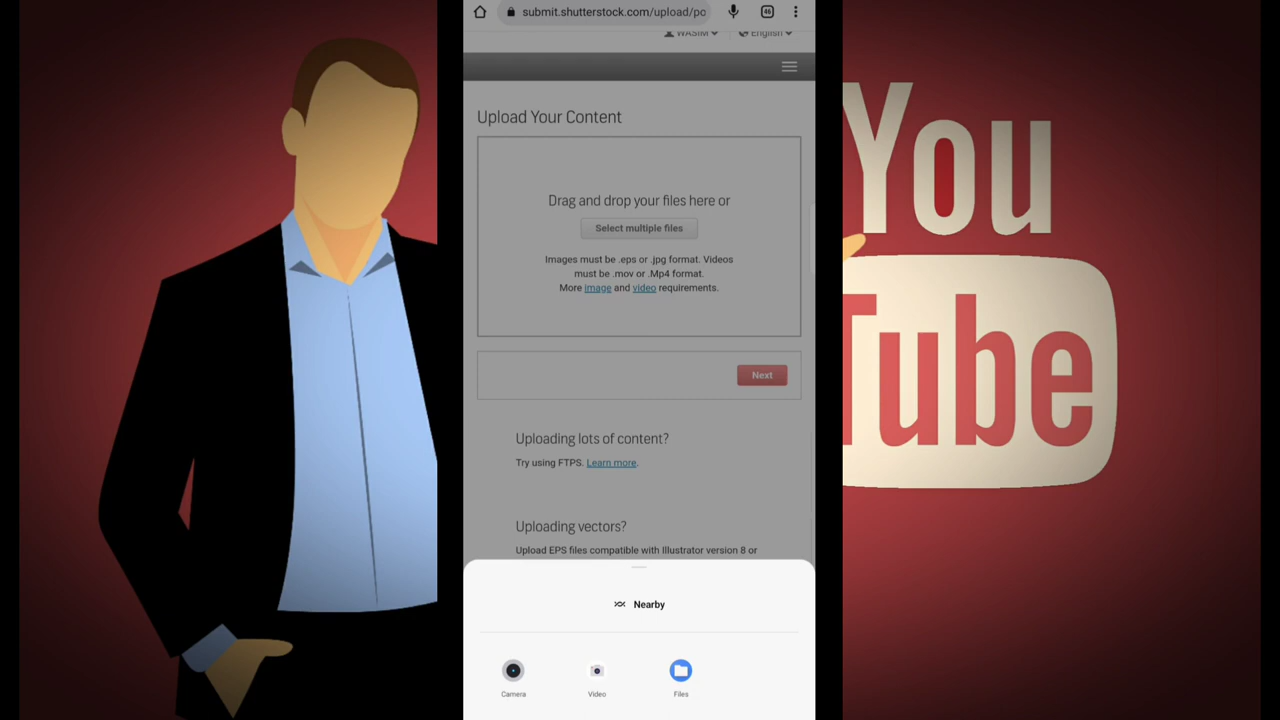 submit.shutterstock.com/upload/pc
46
WASIM
English
Upload Your Content
Drag and drop your files here or
Select multiple files
Images must be .eps or .jpg format. Videos
must be .mov or .Mp4 format.
More image and video requirements.
Next
Uploading lots of content?
Try using FTPS. Learn more.
Uploading vectors?
Upload EPS files compatible with Illustrator version 8 or
Nearby
Camera
Video
Files
You
Tube